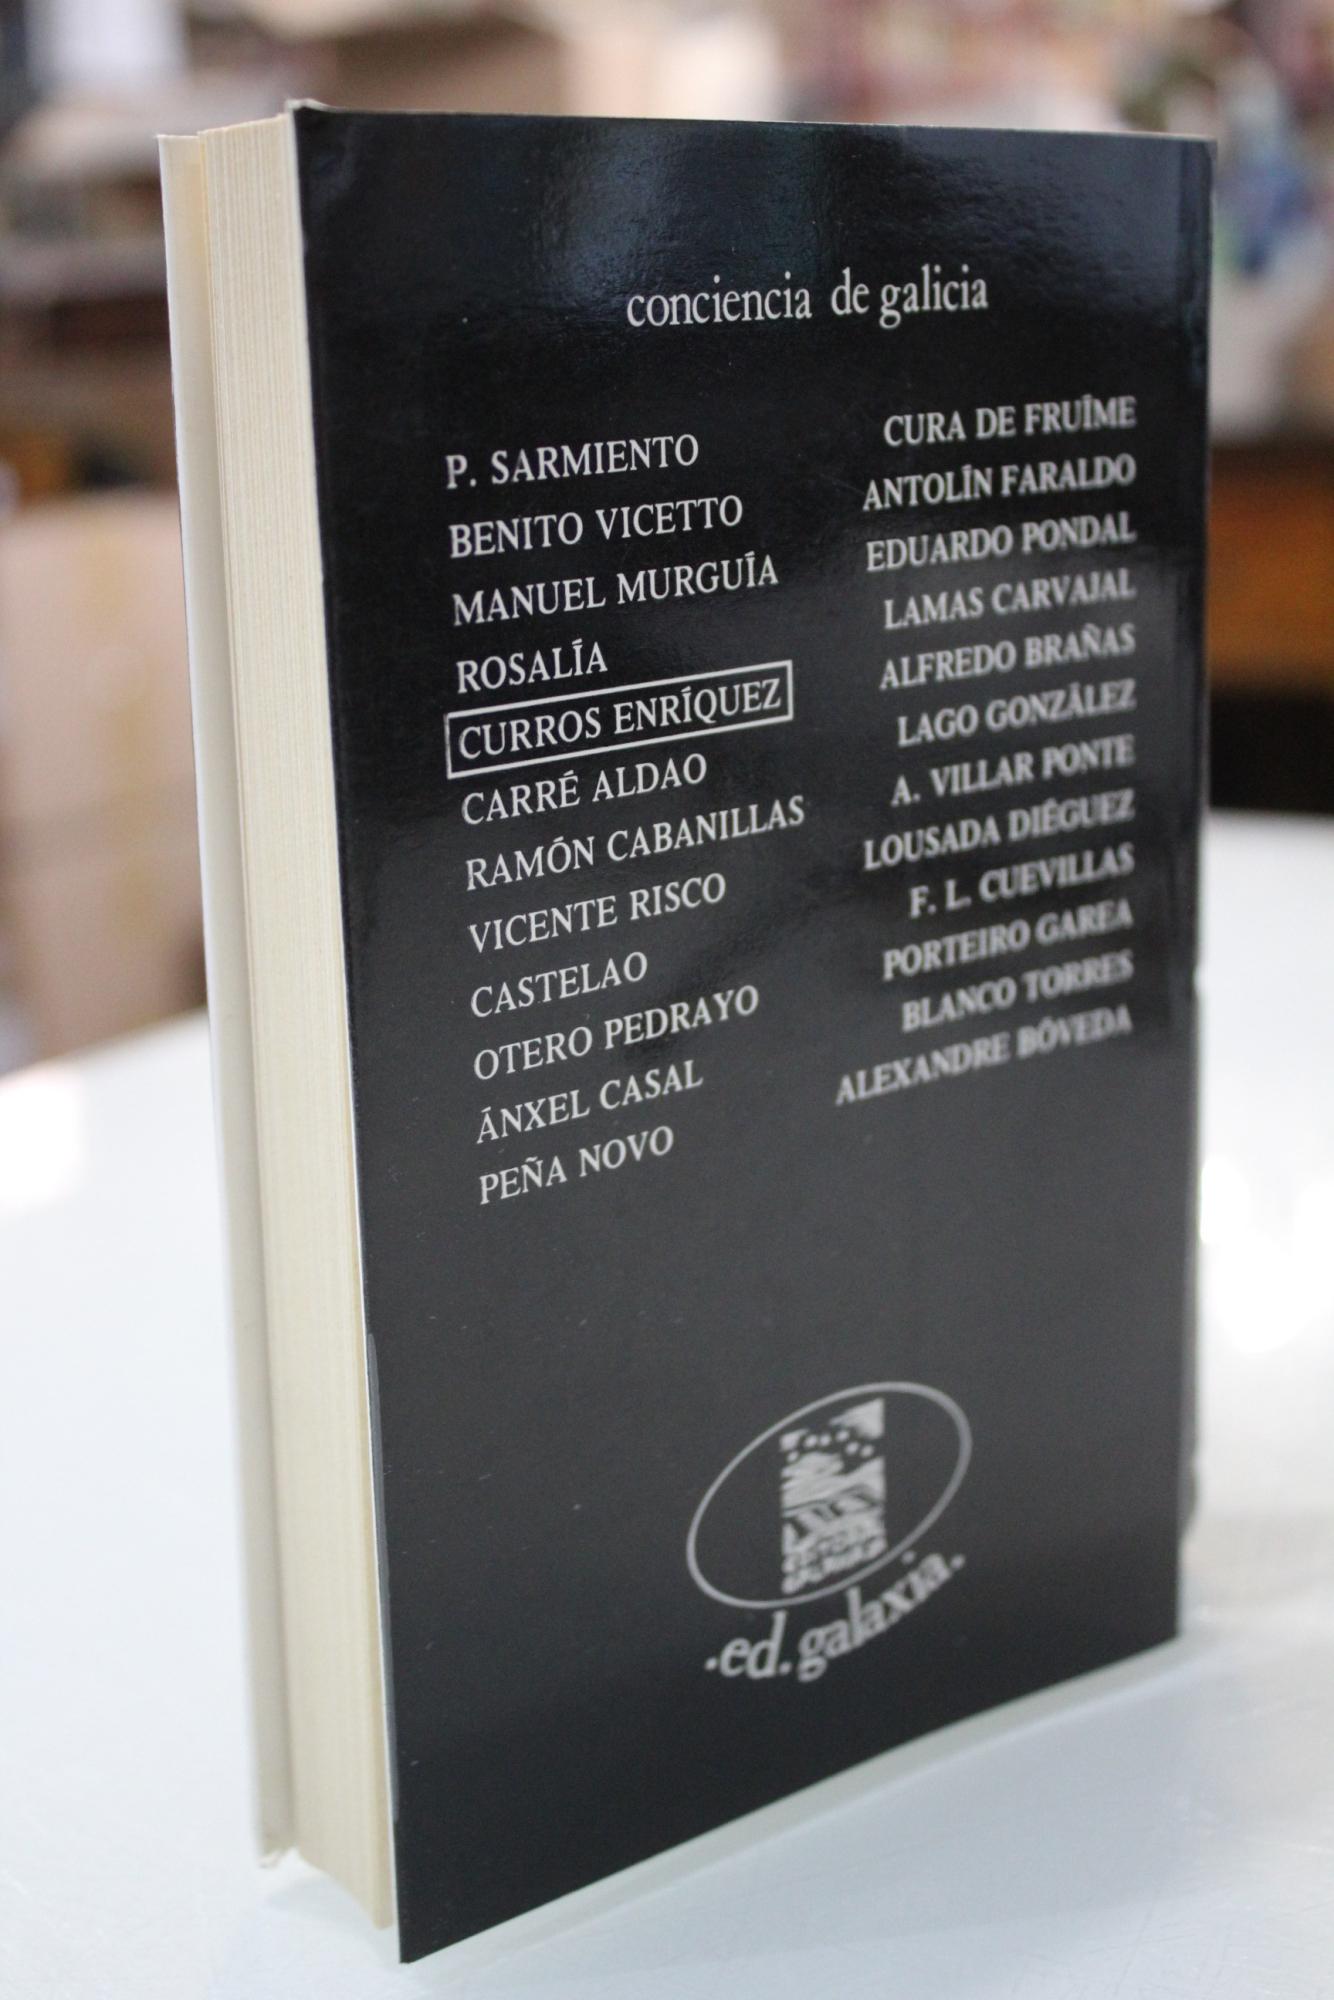 conciencia de galicia
P. SARMIENTO
BENITO VICETTO
MANUEL MURGUÍA
ROSALÍA
CURROS ENRÍQUEZ
CARRÉ ALDAO
RAMÓN CABANILLAS
VICENTE RISCO
CASTELAO
OTERO PEDRAYO
ÁNXEL CASAL
PEÑA NOVO
CURA DE FRUÍME
ANTOLÍN FARALDO
EDUARDO PONDAL
LAMAS CARVAJAL
ALFREDO BRAÑAS
LAGO GONZÁLEZ
A. VILLAR PONTE
LOUSADA DIÉGUEZ
F. L. CUEVILLAS
PORTEIRO GAREA
BLANCO TORRES
ALEXANDRE BÓVEDA
.ed. galaxia.